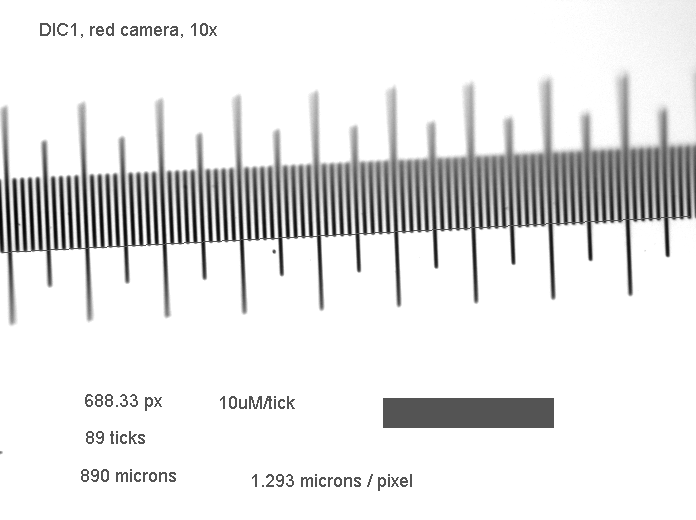 DIC1, red camera, 10x
688.33 px
10uM/tick
89 ticks
890 microns
1.293 microns / pixel